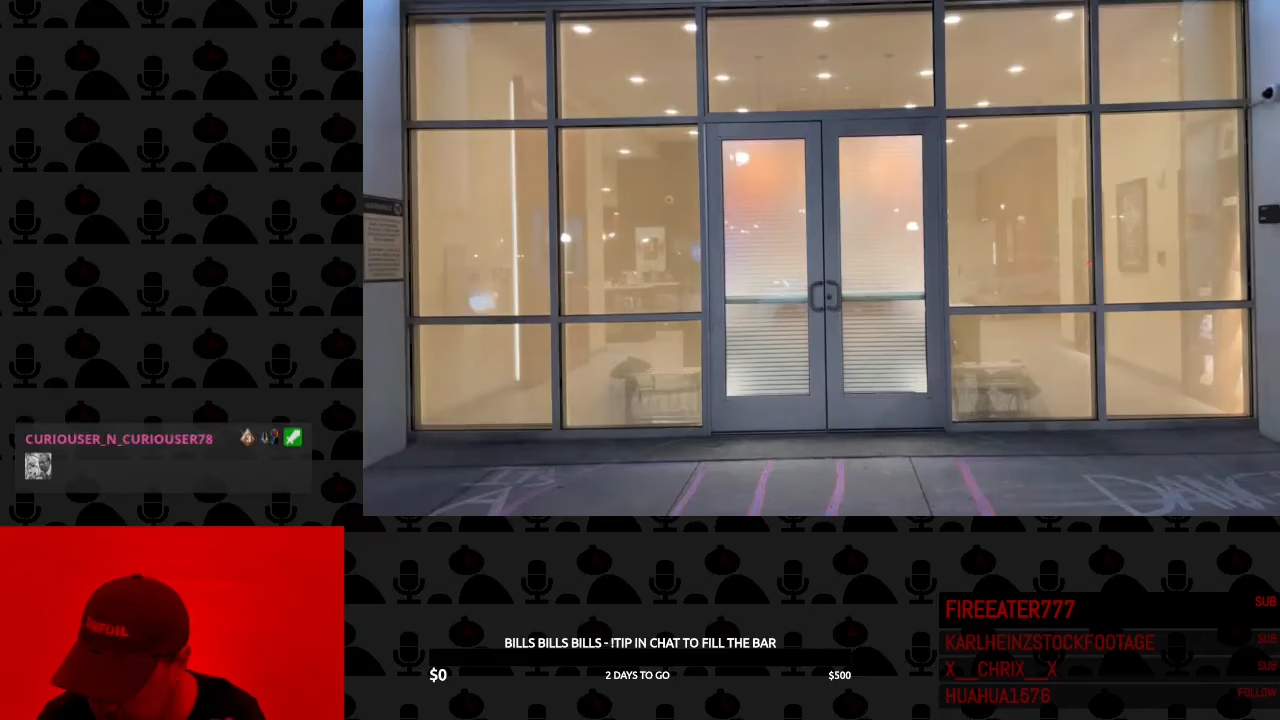 CURIOUSER_N_CURIOUSER78
BILLS BILLS BILLS - !TIP IN CHAT TO FILL THE BAR
$0
2 DAYS TO GO
$500
FIREEATER777
SUB
KARLHEINZSTOCKFOOTAGE
SUB
X__CHRIX__X
SUB
HUAHUA1576
FOLLOW